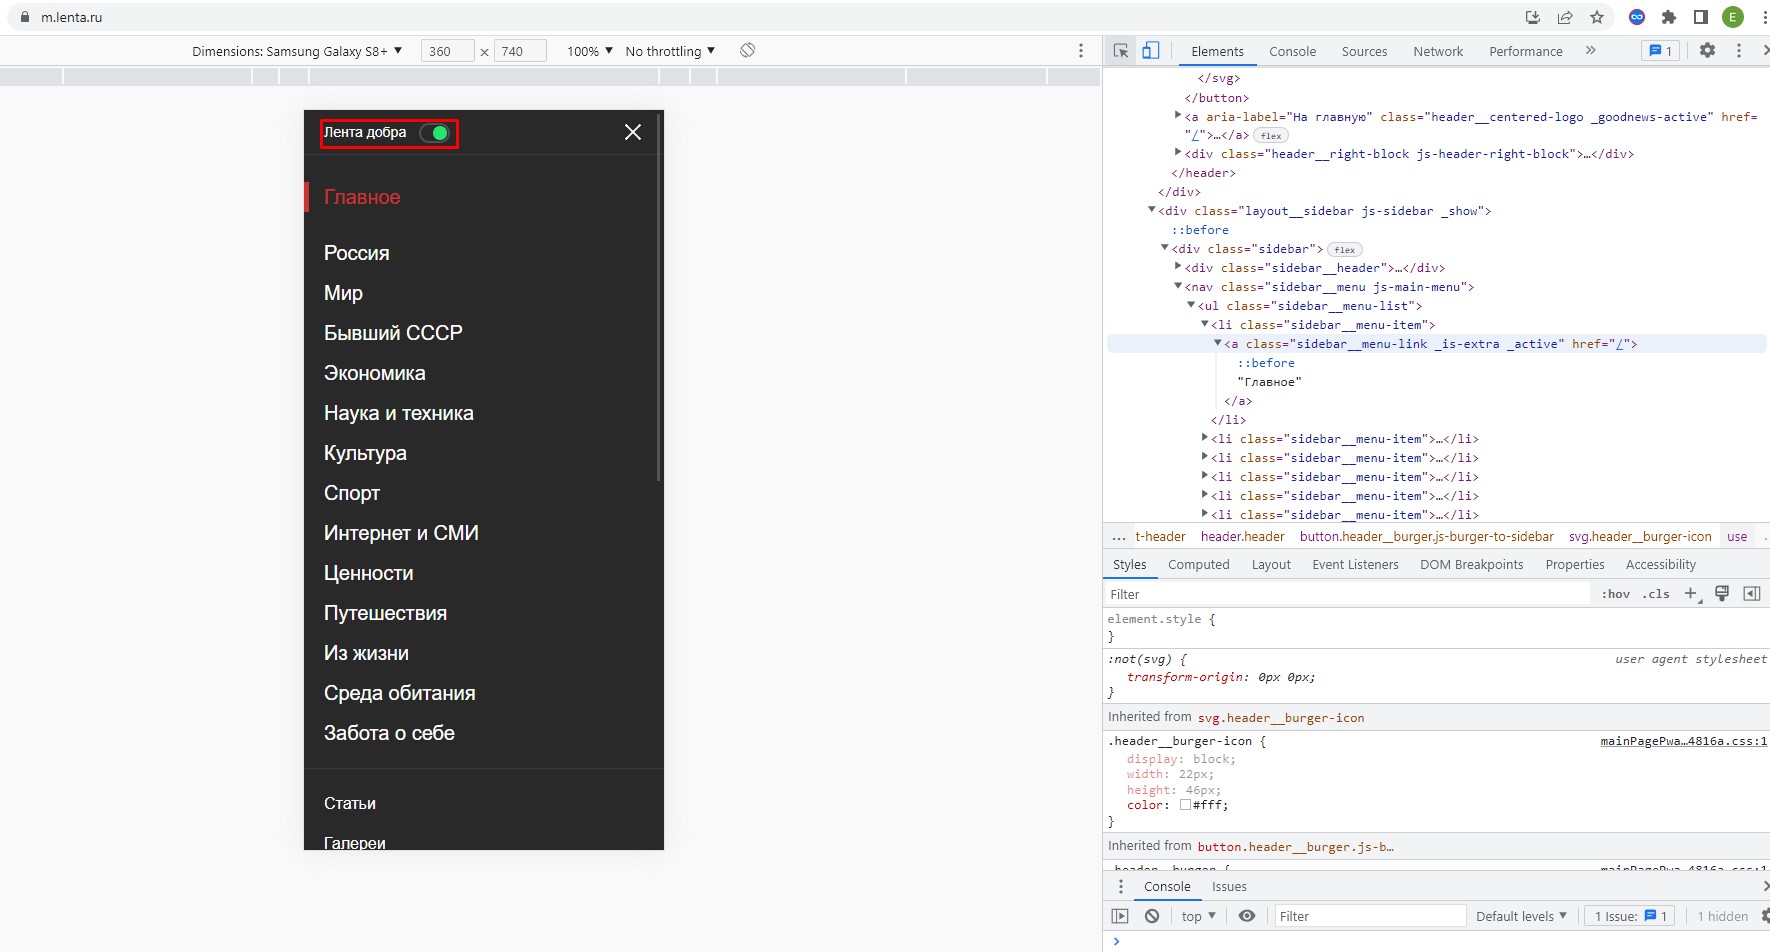 m.lenta.ru
E
Dimensions: Samsung Galaxy S8+ ▼ 360 × 740 100% ▼ No throttling ▼
Elements Console Sources Network Performance » 1
Лента добра
Главное
Россия
Мир
Бывший СССР
Экономика
Наука и техника
Культура
Спорт
Интернет и СМИ
Ценности
Путешествия
Из жизни
Среда обитания
Забота о себе
Статьи
Галереи
</svg>
</button>
<a aria-label="На главную" class="header__centered-logo _goodnews-active" href=
"/">…</a> flex
<div class="header__right-block js-header-right-block">…</div>
</header>
</div>
<div class="layout__sidebar js-sidebar _show">
::before
<div class="sidebar"> flex
<div class="sidebar__header">…</div>
<nav class="sidebar__menu js-main-menu">
<ul class="sidebar__menu-list">
<li class="sidebar__menu-item">
<a class="sidebar__menu-link _is-extra _active" href="/">
::before
"Главное"
</a>
</li>
<li class="sidebar__menu-item">…</li>
<li class="sidebar__menu-item">…</li>
<li class="sidebar__menu-item">…</li>
<li class="sidebar__menu-item">…</li>
<li class="sidebar__menu-item">…</li>
… t-header header.header button.header__burger.js-burger-to-sidebar svg.header__burger-icon use
Styles Computed Layout Event Listeners DOM Breakpoints Properties Accessibility
Filter :hov .cls +
element.style {
}
:not(svg) { user agent stylesheet
transform-origin: 0px 0px;
}
Inherited from svg.header__burger-icon
.header__burger-icon { mainPagePwa…4816a.css:1
display: block;
width: 22px;
height: 46px;
color: #fff;
}
Inherited from button.header__burger.js-b…
.header__burger { mainPagePwa…4816a.css:1
Console Issues
top ▼ Filter Default levels ▼ 1 Issue: 1 1 hidden